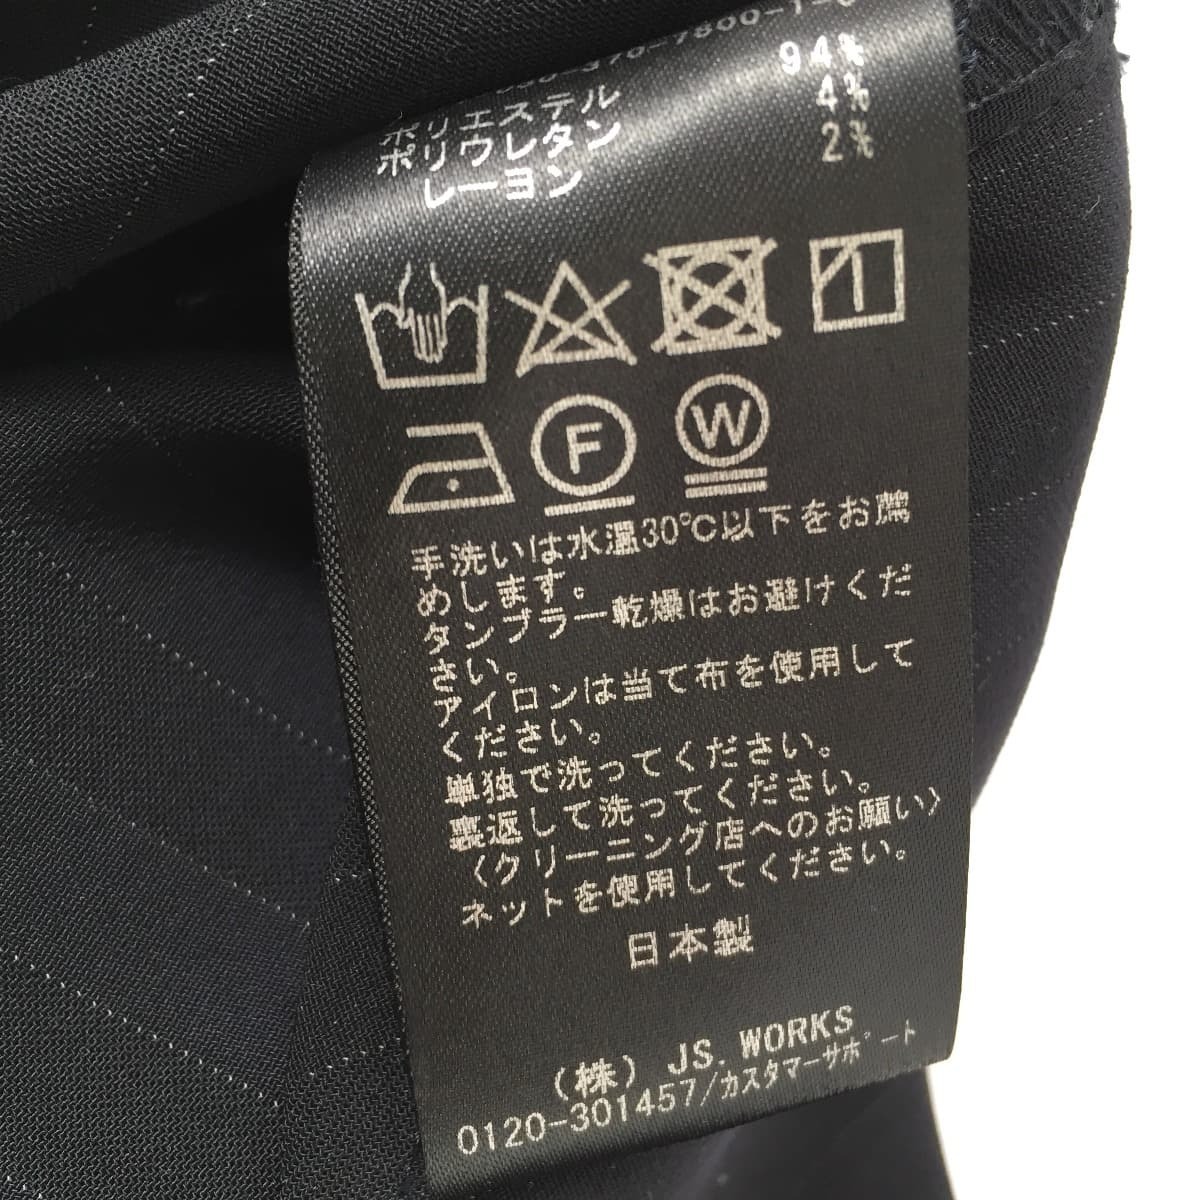 ポリエステル 94%
ポリウレタン 4%
レーヨン 2%
F W
手洗いは水温30℃以下をお薦
めします。
タンブラー乾燥はお避けくだ
さい。
アイロンは当て布を使用して
ください。
単独で洗ってください。
裏返して洗ってください。
〈クリーニング店へのお願い〉
ネットを使用してください。
日本製
(株) JS. WORKS
0120-301457/カスタマーサポート